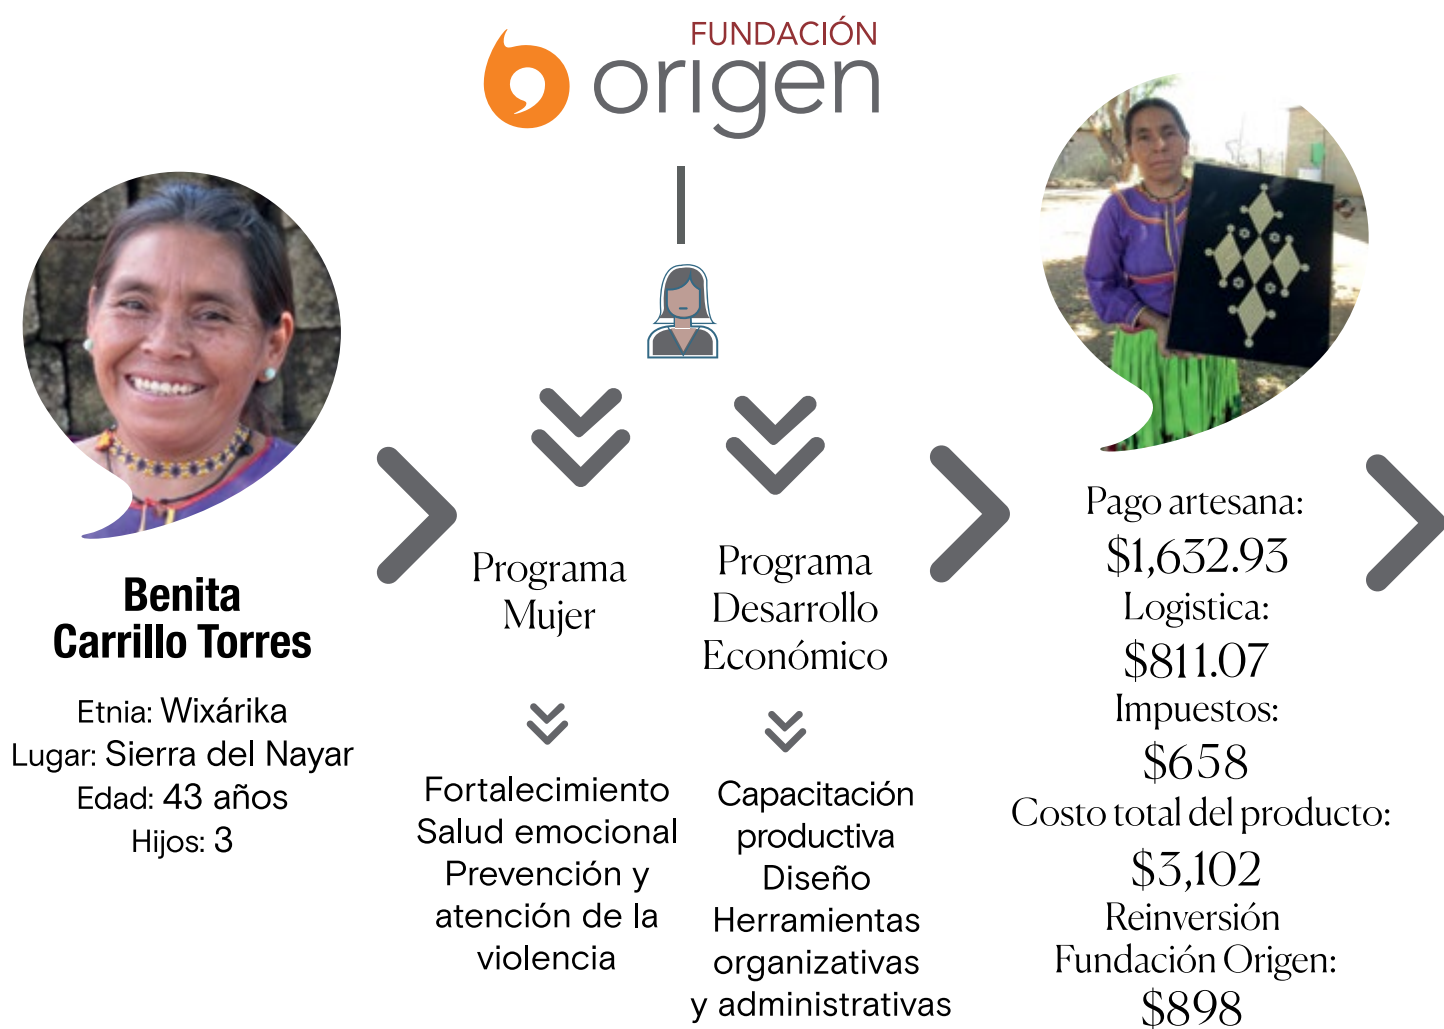 FUNDACIÓN
origen
Benita
Carrillo Torres
Etnia: Wixárika
Lugar: Sierra del Nayar
Edad: 43 años
Hijos: 3
Programa
Mujer
Fortalecimiento
Salud emocional
Prevención y
atención de la
violencia
Programa
Desarrollo
Económico
Capacitación
productiva
Diseño
Herramientas
organizativas
y administrativas
Pago artesana:
$1,632.93
Logistica:
$811.07
Impuestos:
$658
Costo total del producto:
$3,102
Reinversión
Fundación Origen:
$898